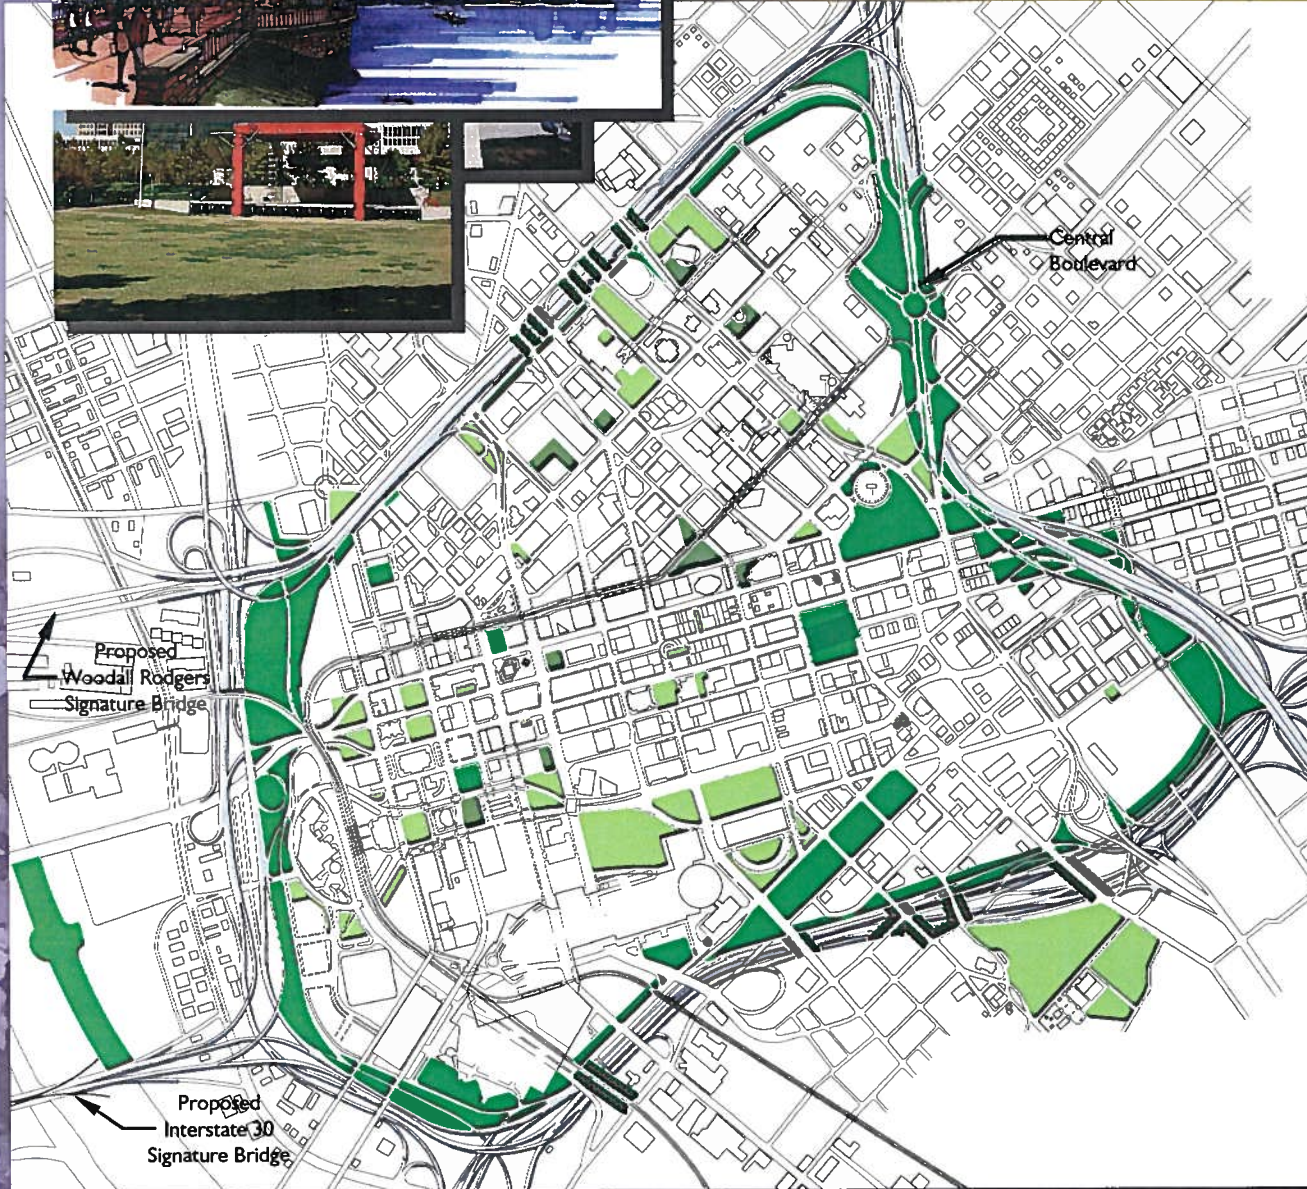 Central
Boulevard
Proposed
Woodall Rodgers
Signature Bridge
Proposed
Interstate 30
Signature Bridge